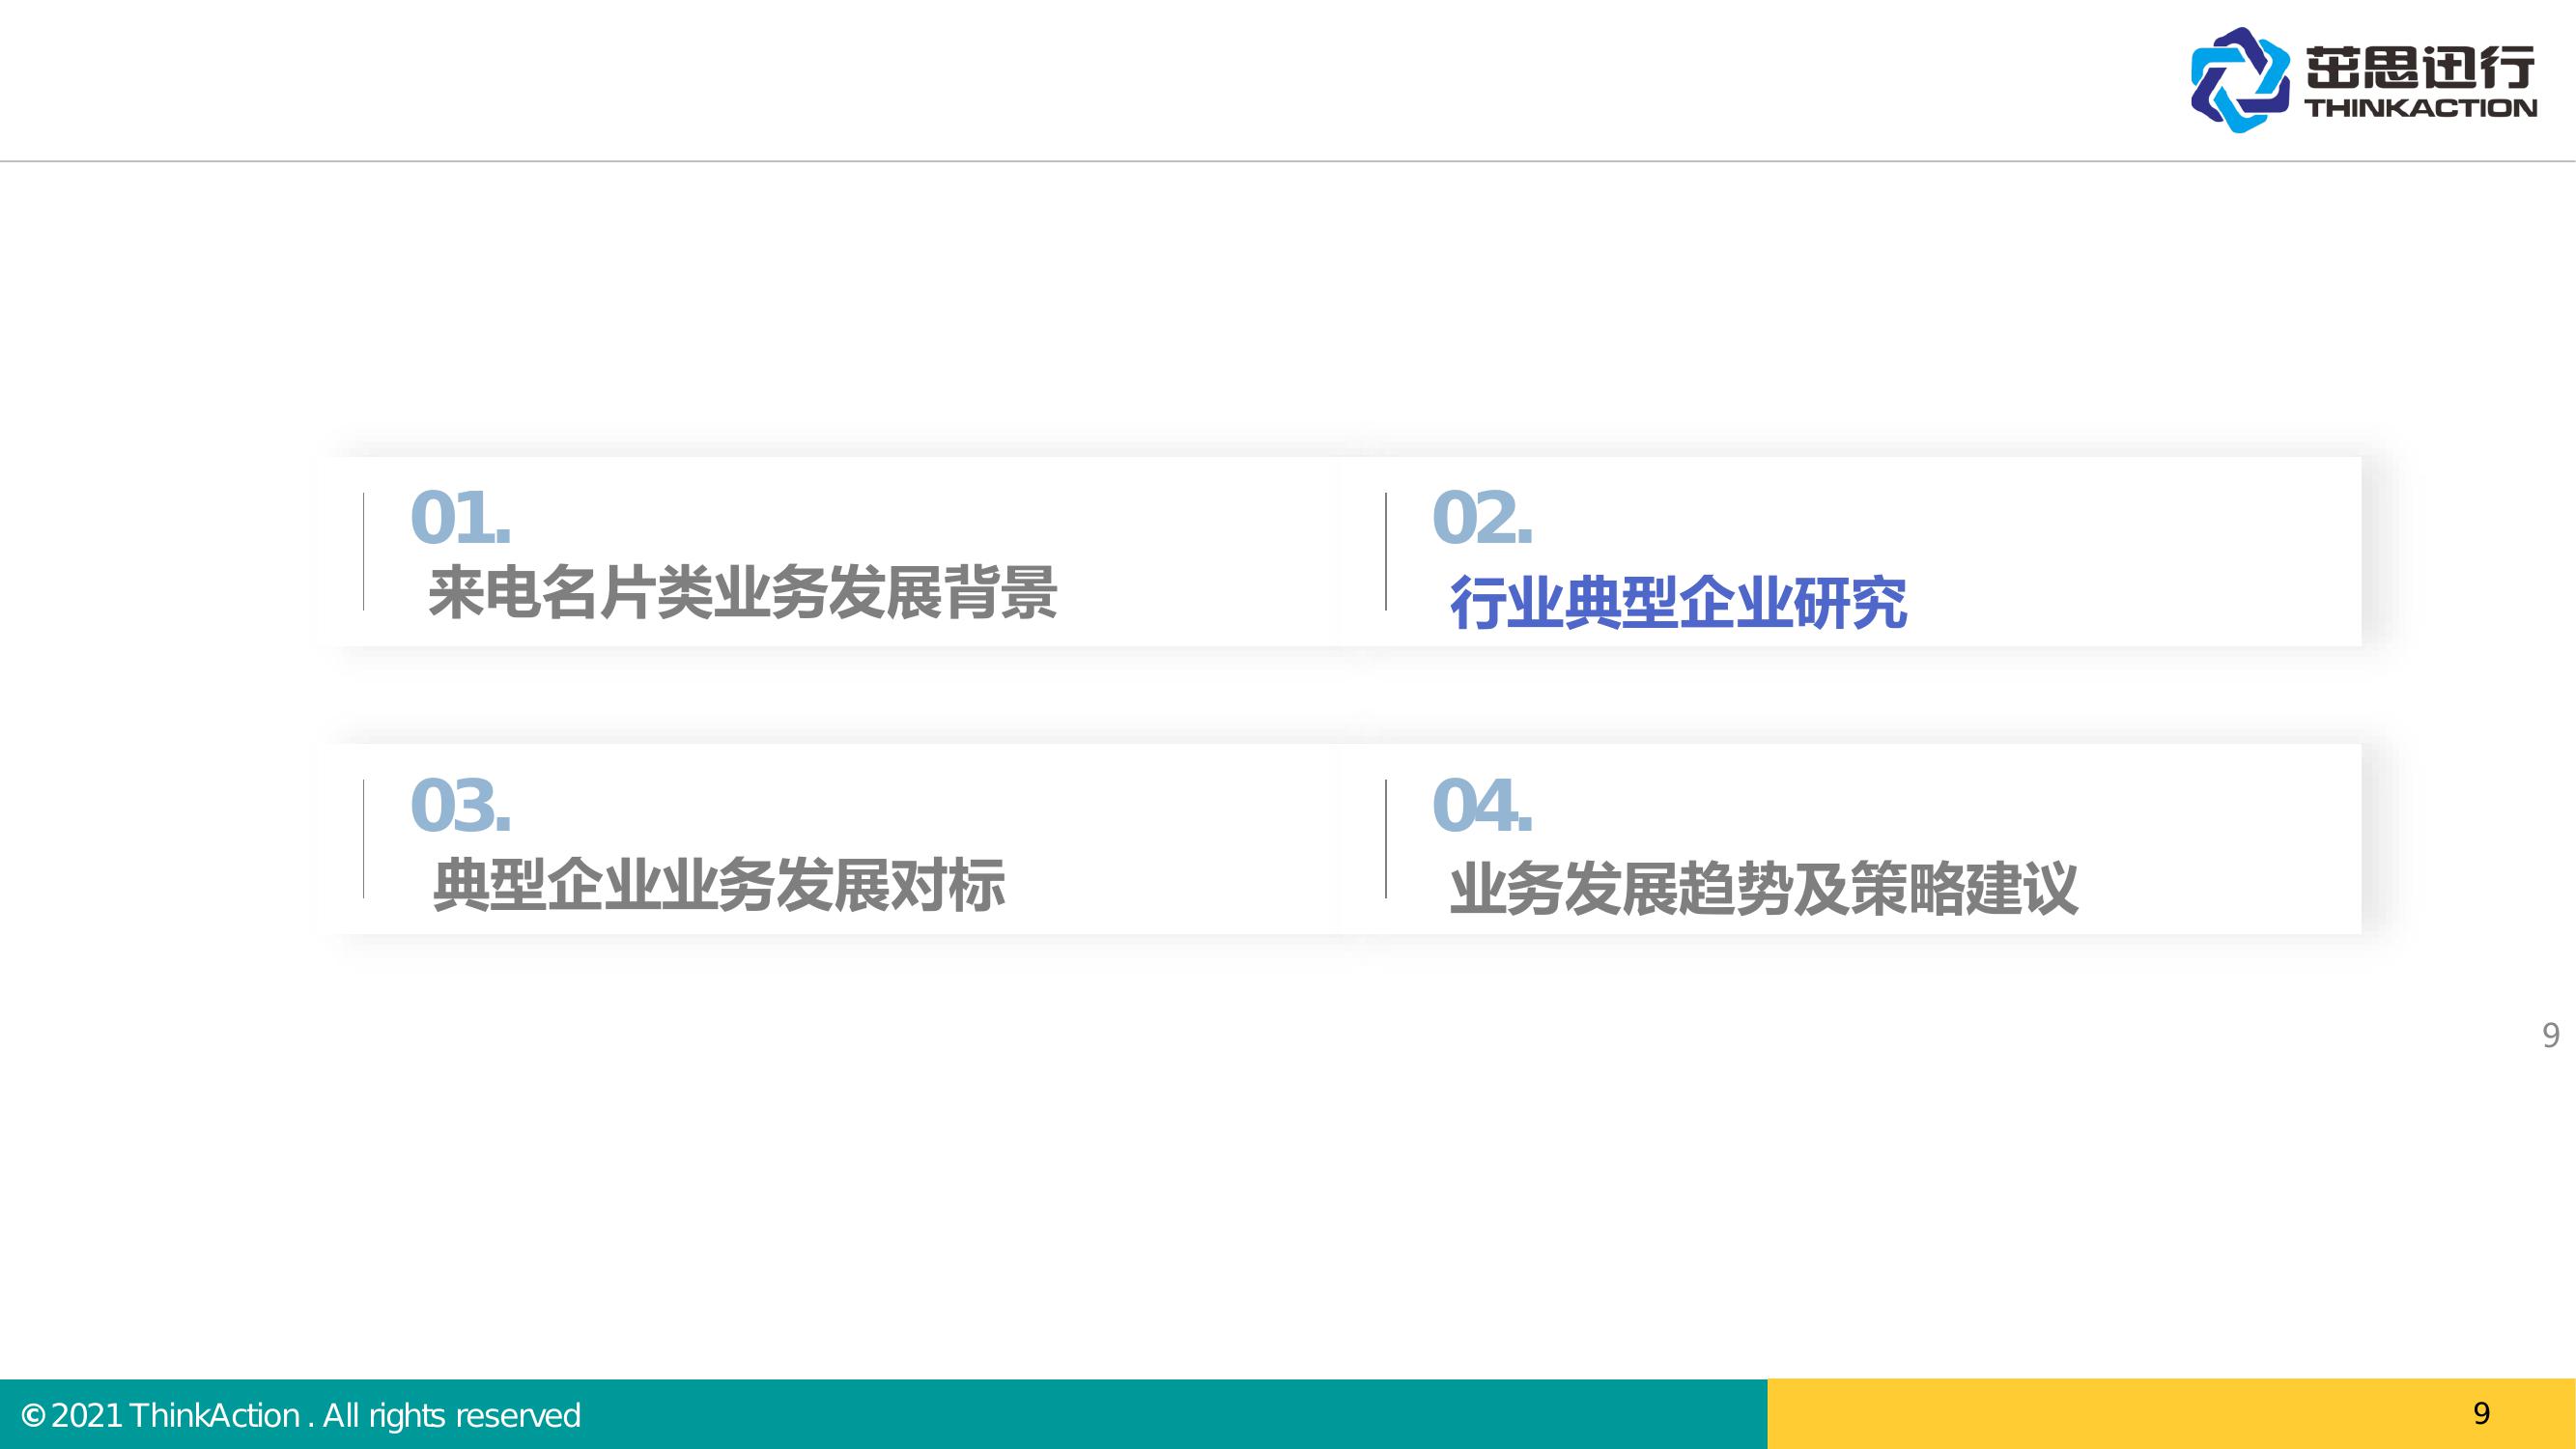 茁思迅行
THINKACTION
01.
来电名片类业务发展背景
02.
行业典型企业研究
03.
典型企业业务发展对标
04.
业务发展趋势及策略建议
9
© 2021 ThinkAction . All rights reserved
9